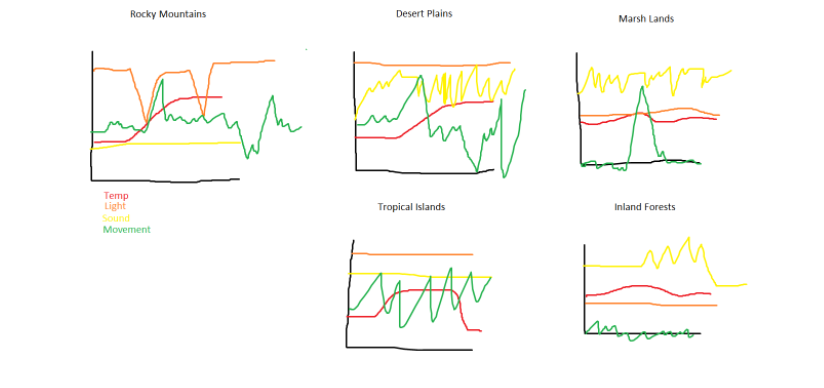 Rocky Mountains
Desert Plains
Marsh Lands
Temp
Light
Sound
Movement
Tropical Islands
Inland Forests